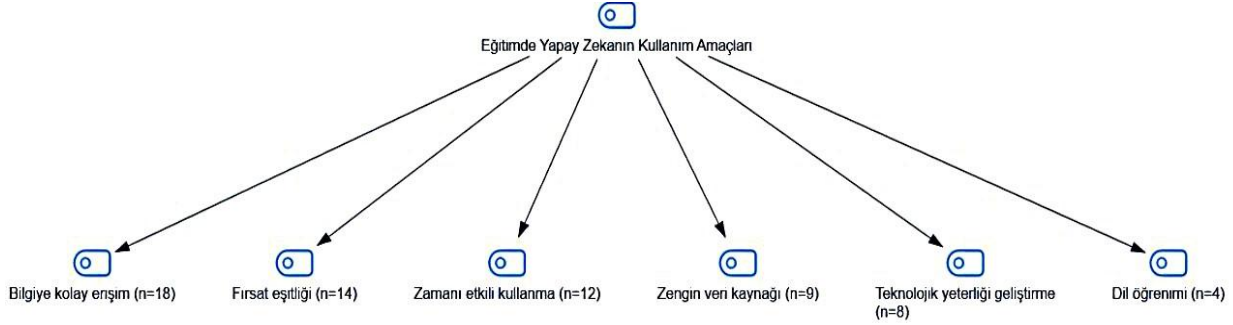 Eğitimde Yapay Zekanın Kullanım Amaçları
Bilgiye kolay erişim (n=18)
Fırsat eşitliği (n=14)
Zamanı etkili kullanma (n=12)
Zengin veri kaynağı (n=9)
Teknolojik yeterliği geliştirme
(n=8)
Dil öğrenimi (n=4)